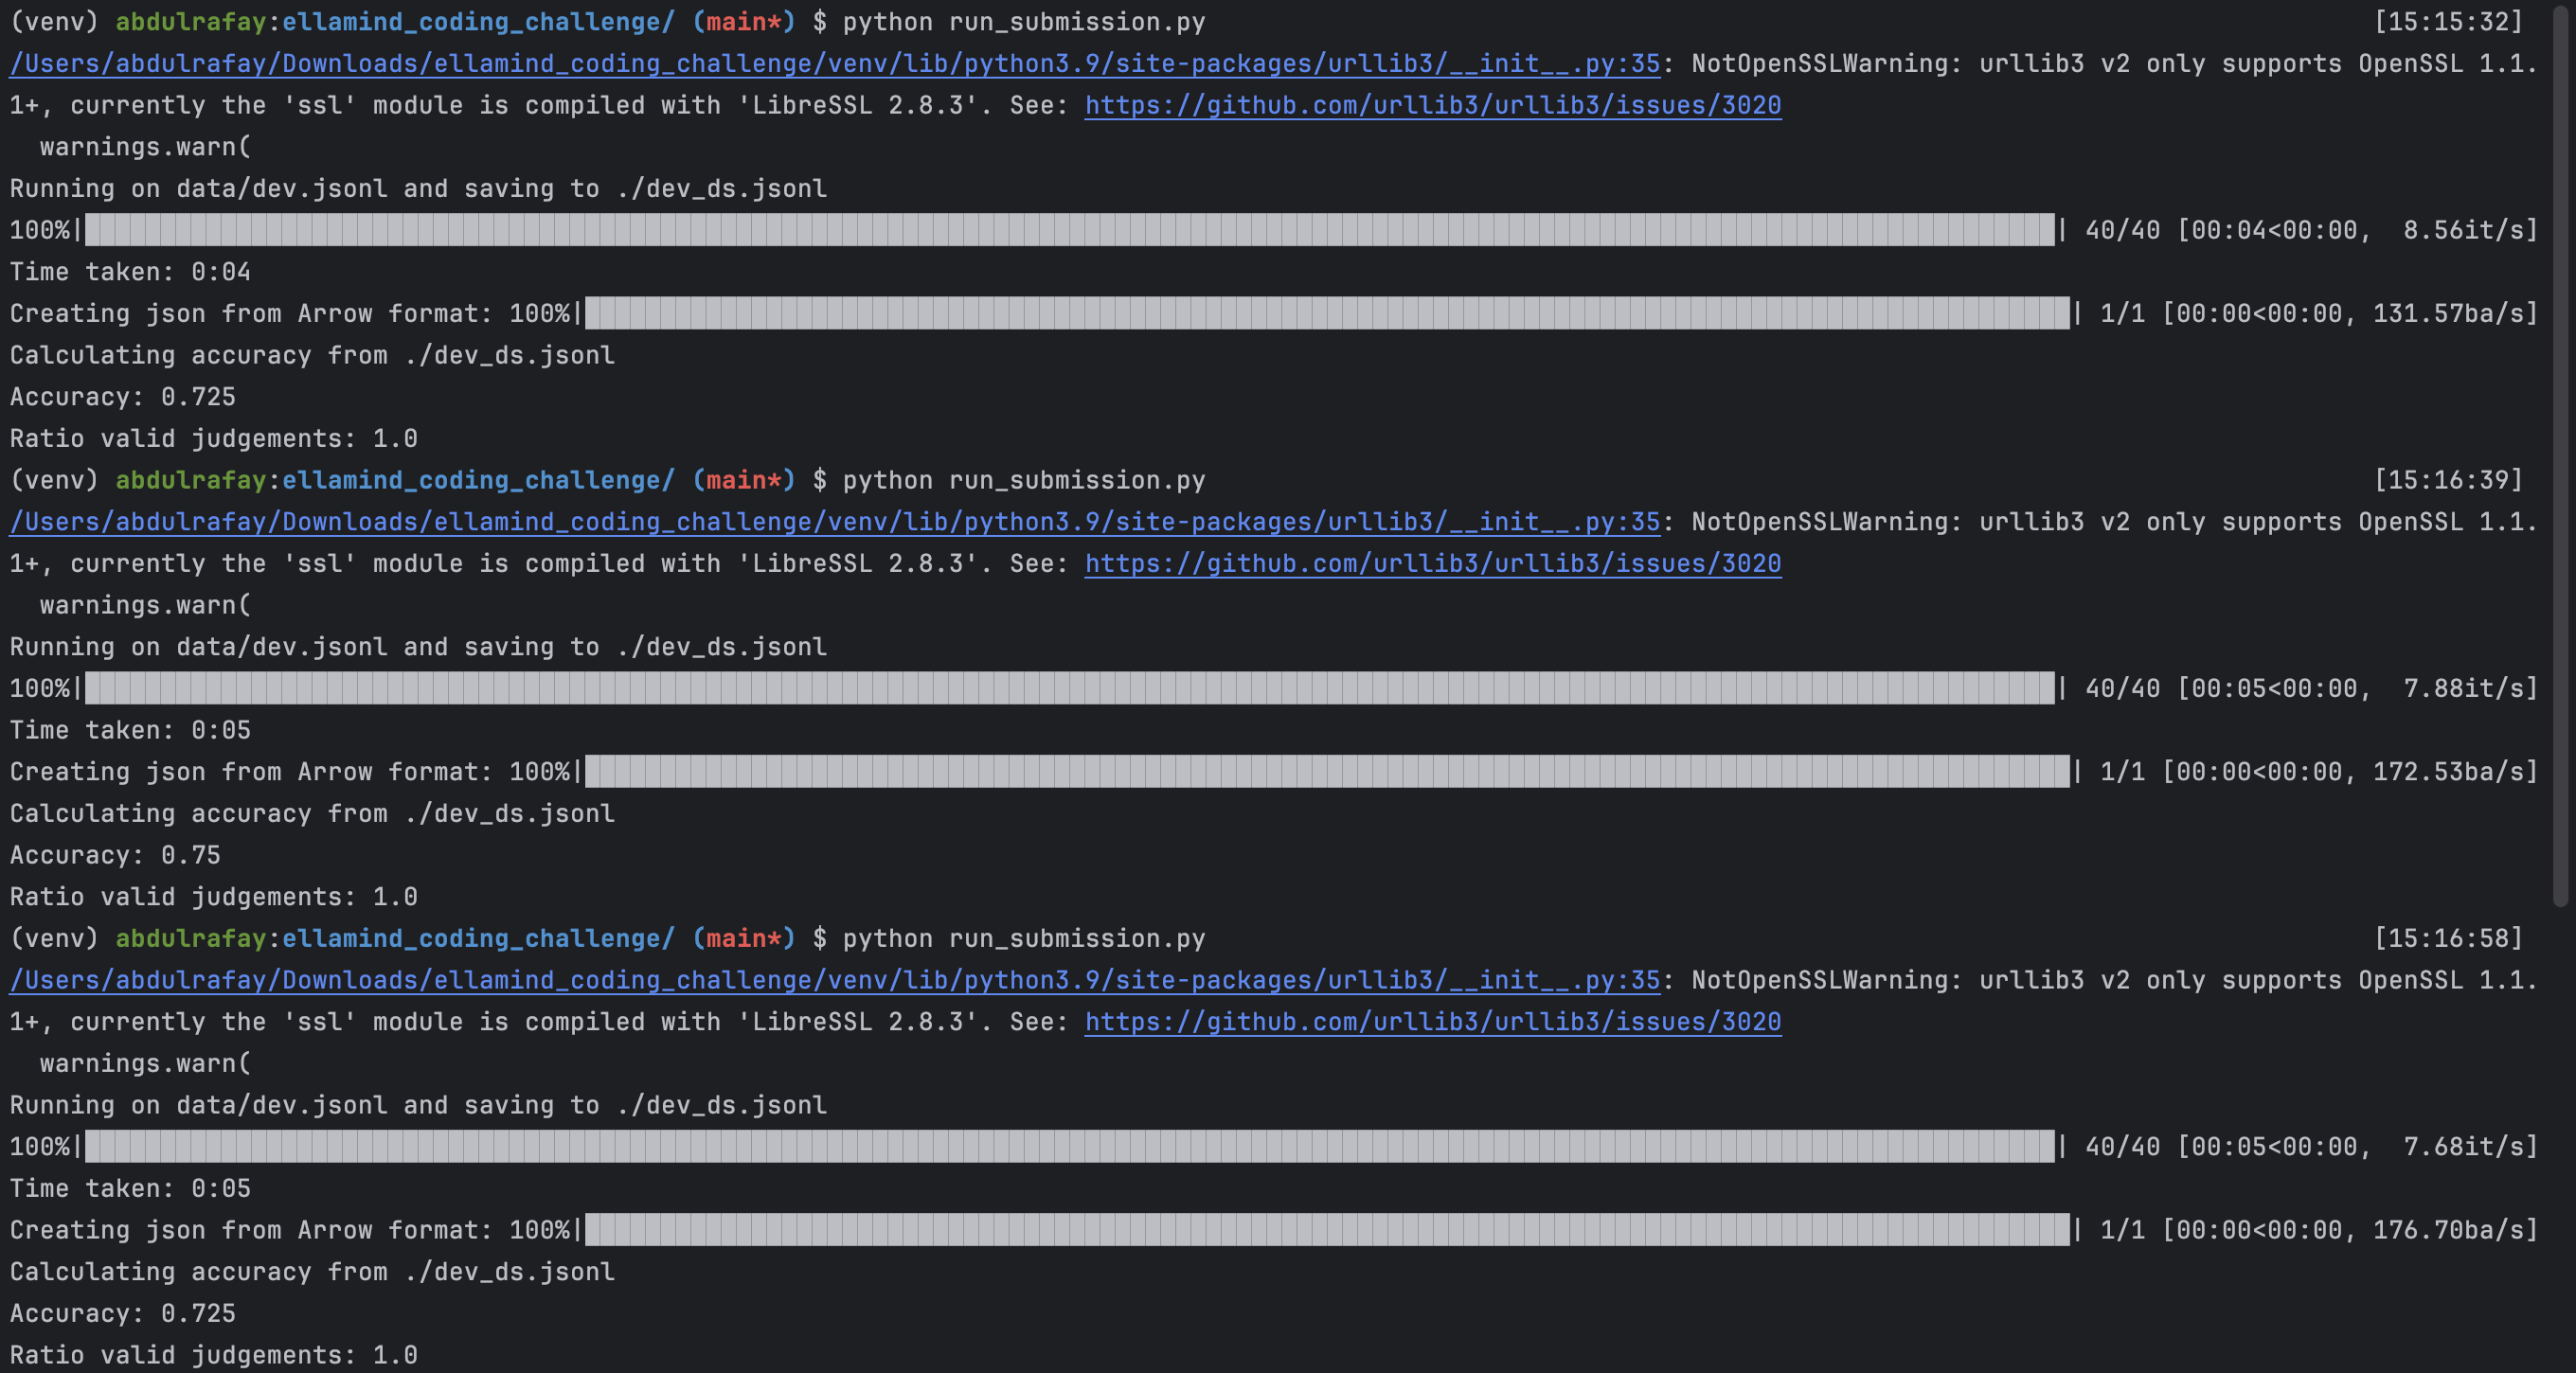 (venv) abdulrafay:ellamind_coding_challenge/ (main*) $ python run_submission.py [15:15:32]
/Users/abdulrafay/Downloads/ellamind_coding_challenge/venv/lib/python3.9/site-packages/urllib3/__init__.py:35: NotOpenSSLWarning: urllib3 v2 only supports OpenSSL 1.1.
1+, currently the 'ssl' module is compiled with 'LibreSSL 2.8.3'. See: https://github.com/urllib3/urllib3/issues/3020
  warnings.warn(
Running on data/dev.jsonl and saving to ./dev_ds.jsonl
100%| | 40/40 [00:04<00:00,  8.56it/s]
Time taken: 0:04
Creating json from Arrow format: 100%| | 1/1 [00:00<00:00, 131.57ba/s]
Calculating accuracy from ./dev_ds.jsonl
Accuracy: 0.725
Ratio valid judgements: 1.0
(venv) abdulrafay:ellamind_coding_challenge/ (main*) $ python run_submission.py [15:16:39]
/Users/abdulrafay/Downloads/ellamind_coding_challenge/venv/lib/python3.9/site-packages/urllib3/__init__.py:35: NotOpenSSLWarning: urllib3 v2 only supports OpenSSL 1.1.
1+, currently the 'ssl' module is compiled with 'LibreSSL 2.8.3'. See: https://github.com/urllib3/urllib3/issues/3020
  warnings.warn(
Running on data/dev.jsonl and saving to ./dev_ds.jsonl
100%| | 40/40 [00:05<00:00,  7.88it/s]
Time taken: 0:05
Creating json from Arrow format: 100%| | 1/1 [00:00<00:00, 172.53ba/s]
Calculating accuracy from ./dev_ds.jsonl
Accuracy: 0.75
Ratio valid judgements: 1.0
(venv) abdulrafay:ellamind_coding_challenge/ (main*) $ python run_submission.py [15:16:58]
/Users/abdulrafay/Downloads/ellamind_coding_challenge/venv/lib/python3.9/site-packages/urllib3/__init__.py:35: NotOpenSSLWarning: urllib3 v2 only supports OpenSSL 1.1.
1+, currently the 'ssl' module is compiled with 'LibreSSL 2.8.3'. See: https://github.com/urllib3/urllib3/issues/3020
  warnings.warn(
Running on data/dev.jsonl and saving to ./dev_ds.jsonl
100%| | 40/40 [00:05<00:00,  7.68it/s]
Time taken: 0:05
Creating json from Arrow format: 100%| | 1/1 [00:00<00:00, 176.70ba/s]
Calculating accuracy from ./dev_ds.jsonl
Accuracy: 0.725
Ratio valid judgements: 1.0